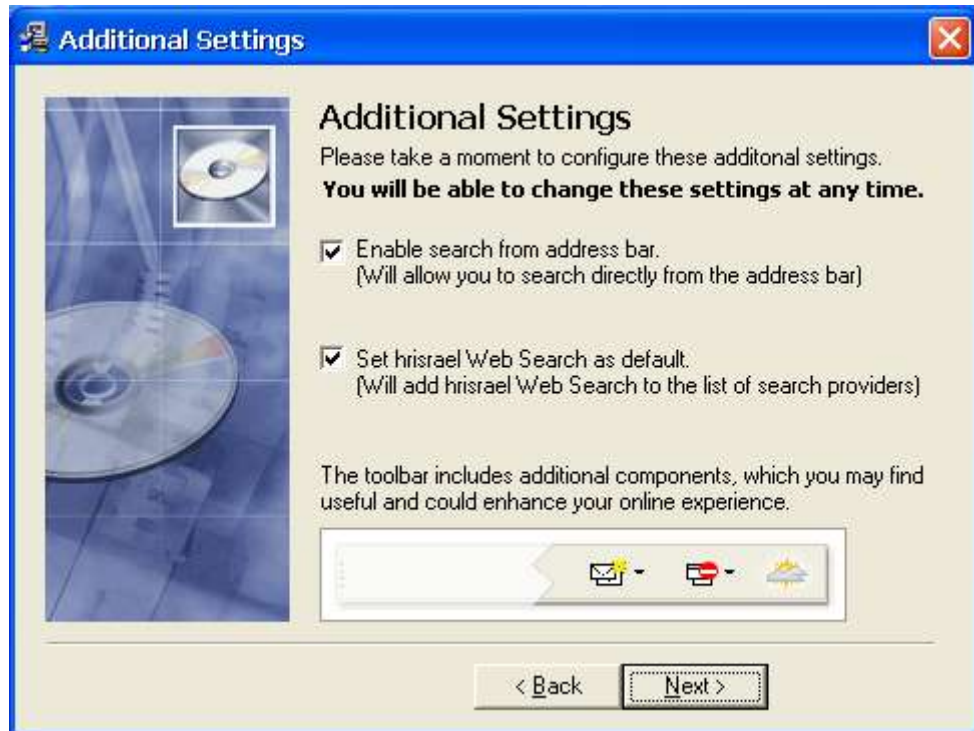 Additional Settings
Additional Settings
Please take a moment to configure these additonal settings.
You will be able to change these settings at any time.
Enable search from address bar.
(Will allow you to search directly from the address bar)
Set hrisrael Web Search as default.
(Will add hrisrael Web Search to the list of search providers)
The toolbar includes additional components, which you may find
useful and could enhance your online experience.
< Back
Next >